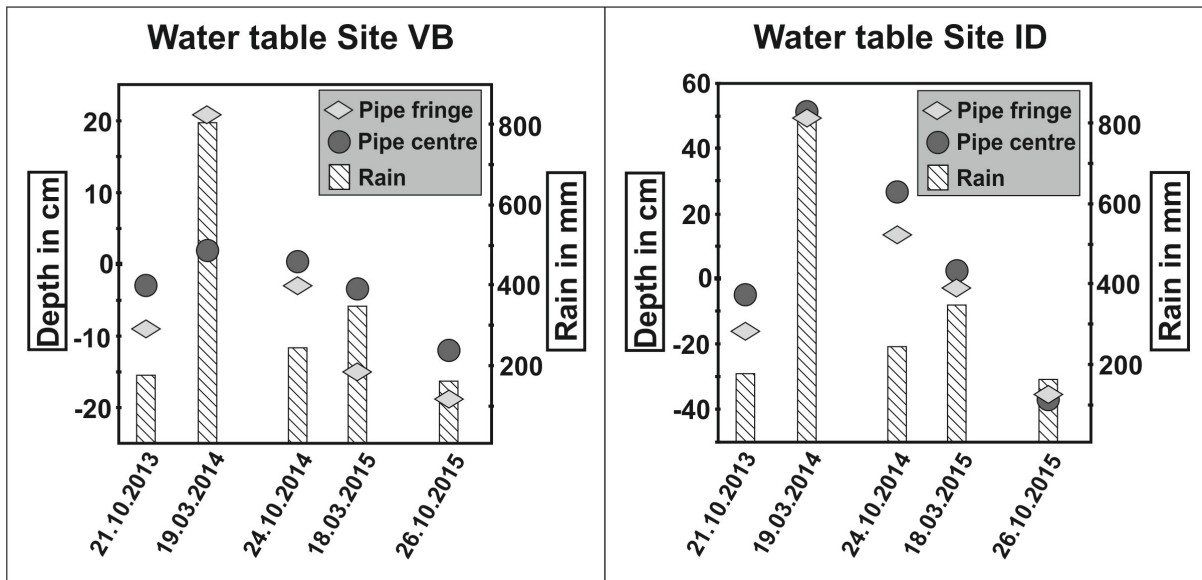 Water table Site VB
Depth in cm
20
10
0
-10
-20
Pipe fringe
Pipe centre
Rain
800
600
400
200
Rain in mm
21.10.2013
19.03.2014
24.10.2014
18.03.2015
26.10.2015
Water table Site ID
Depth in cm
60
40
20
0
-20
-40
Pipe fringe
Pipe centre
Rain
800
600
400
200
Rain in mm
21.10.2013
19.03.2014
24.10.2014
18.03.2015
26.10.2015